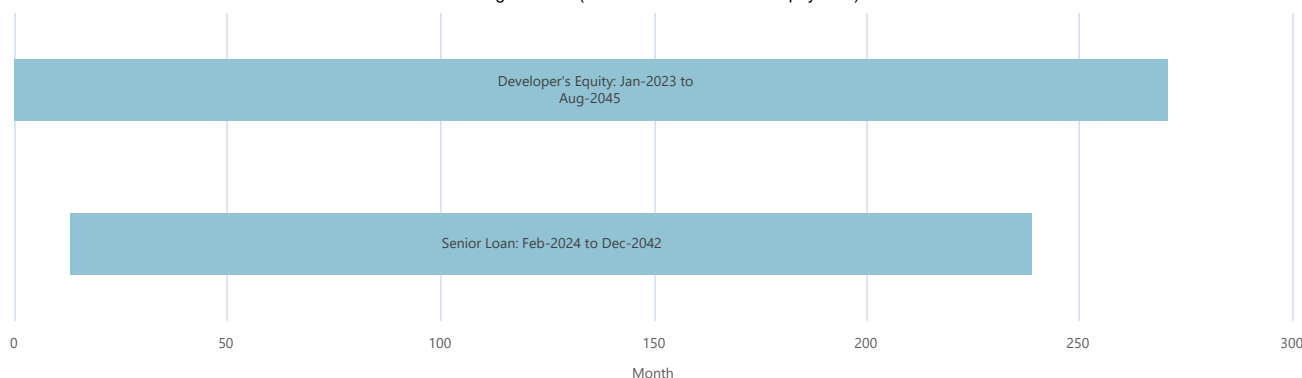 Developer's Equity: Jan-2023 to
Aug-2045
Senior Loan: Feb-2024 to Dec-2042
0 50 100 150 200 250 300
Month